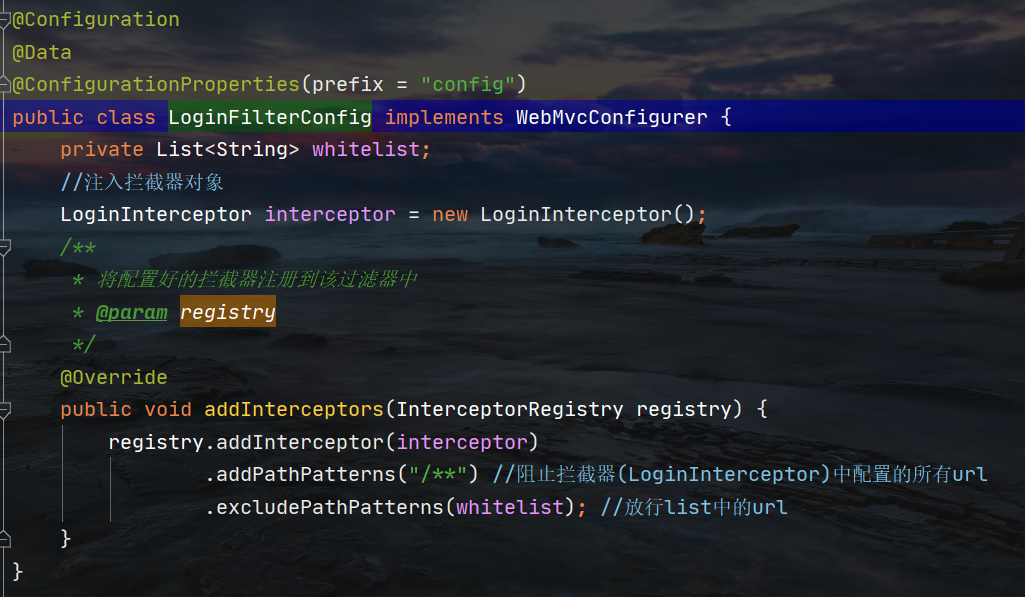 @Configuration
@Data
@ConfigurationProperties(prefix = "config")
public class LoginFilterConfig implements WebMvcConfigurer {
    private List<String> whitelist;
    //注入拦截器对象
    LoginInterceptor interceptor = new LoginInterceptor();
    /**
     * 将配置好的拦截器注册到该过滤器中
     * @param registry
     */
    @Override
    public void addInterceptors(InterceptorRegistry registry) {
        registry.addInterceptor(interceptor)
                .addPathPatterns("/**") //阻止拦截器(LoginInterceptor)中配置的所有url
                .excludePathPatterns(whitelist); //放行list中的url
    }
}